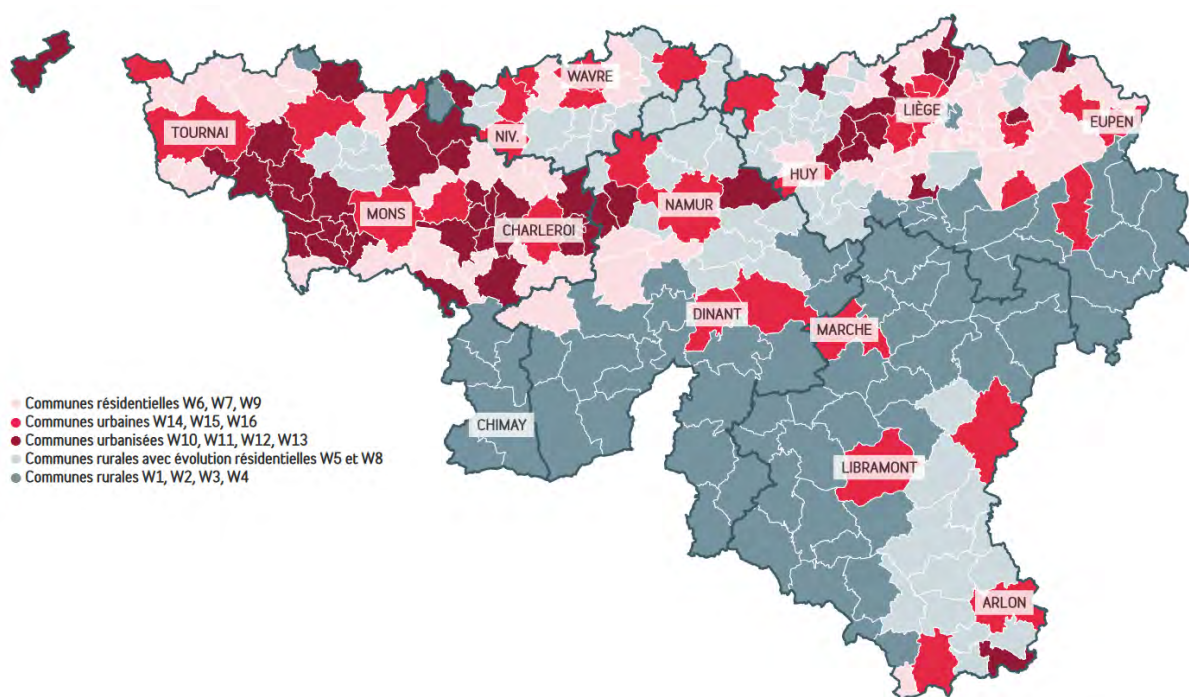 WAVRE
LIÈGE
TOURNAI
EUPEN
NIV.
HUY
NAMUR
MONS
CHARLEROI
DINANT
MARCHE
Communes résidentielles W6, W7, W9
Communes urbaines W14, W15, W16
Communes urbanisées W10, W11, W12, W13
Communes rurales avec évolution résidentielles W5 et W8
Communes rurales W1, W2, W3, W4
CHIMAY
LIBRAMONT
ARLON